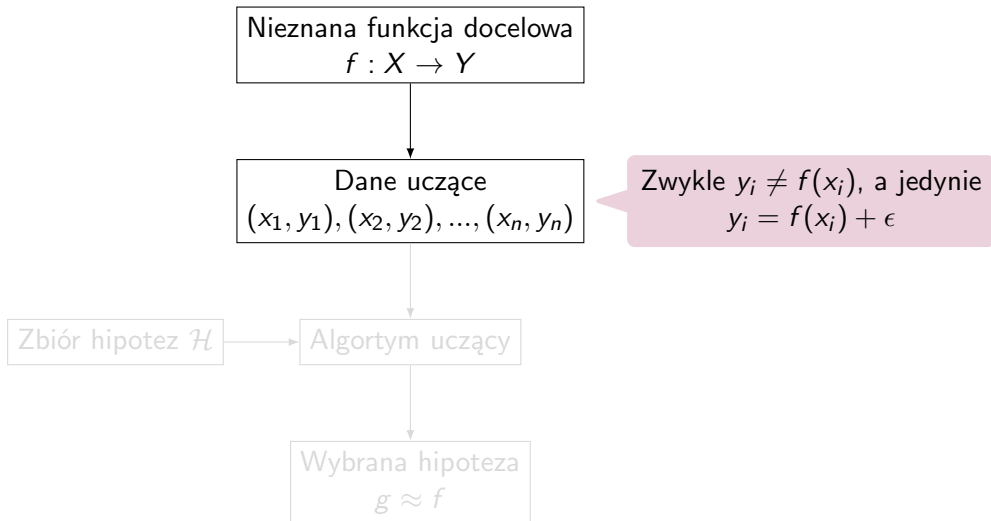 Nieznana funkcja docelowa
f : X → Y
Dane uczące
(x₁, y₁), (x₂, y₂), ..., (xₙ, yₙ)
Zwykle yᵢ ≠ f(xᵢ), a jedynie
yᵢ = f(xᵢ) + ϵ
Zbiór hipotez ℋ
Algortym uczący
Wybrana hipoteza
g ≈ f